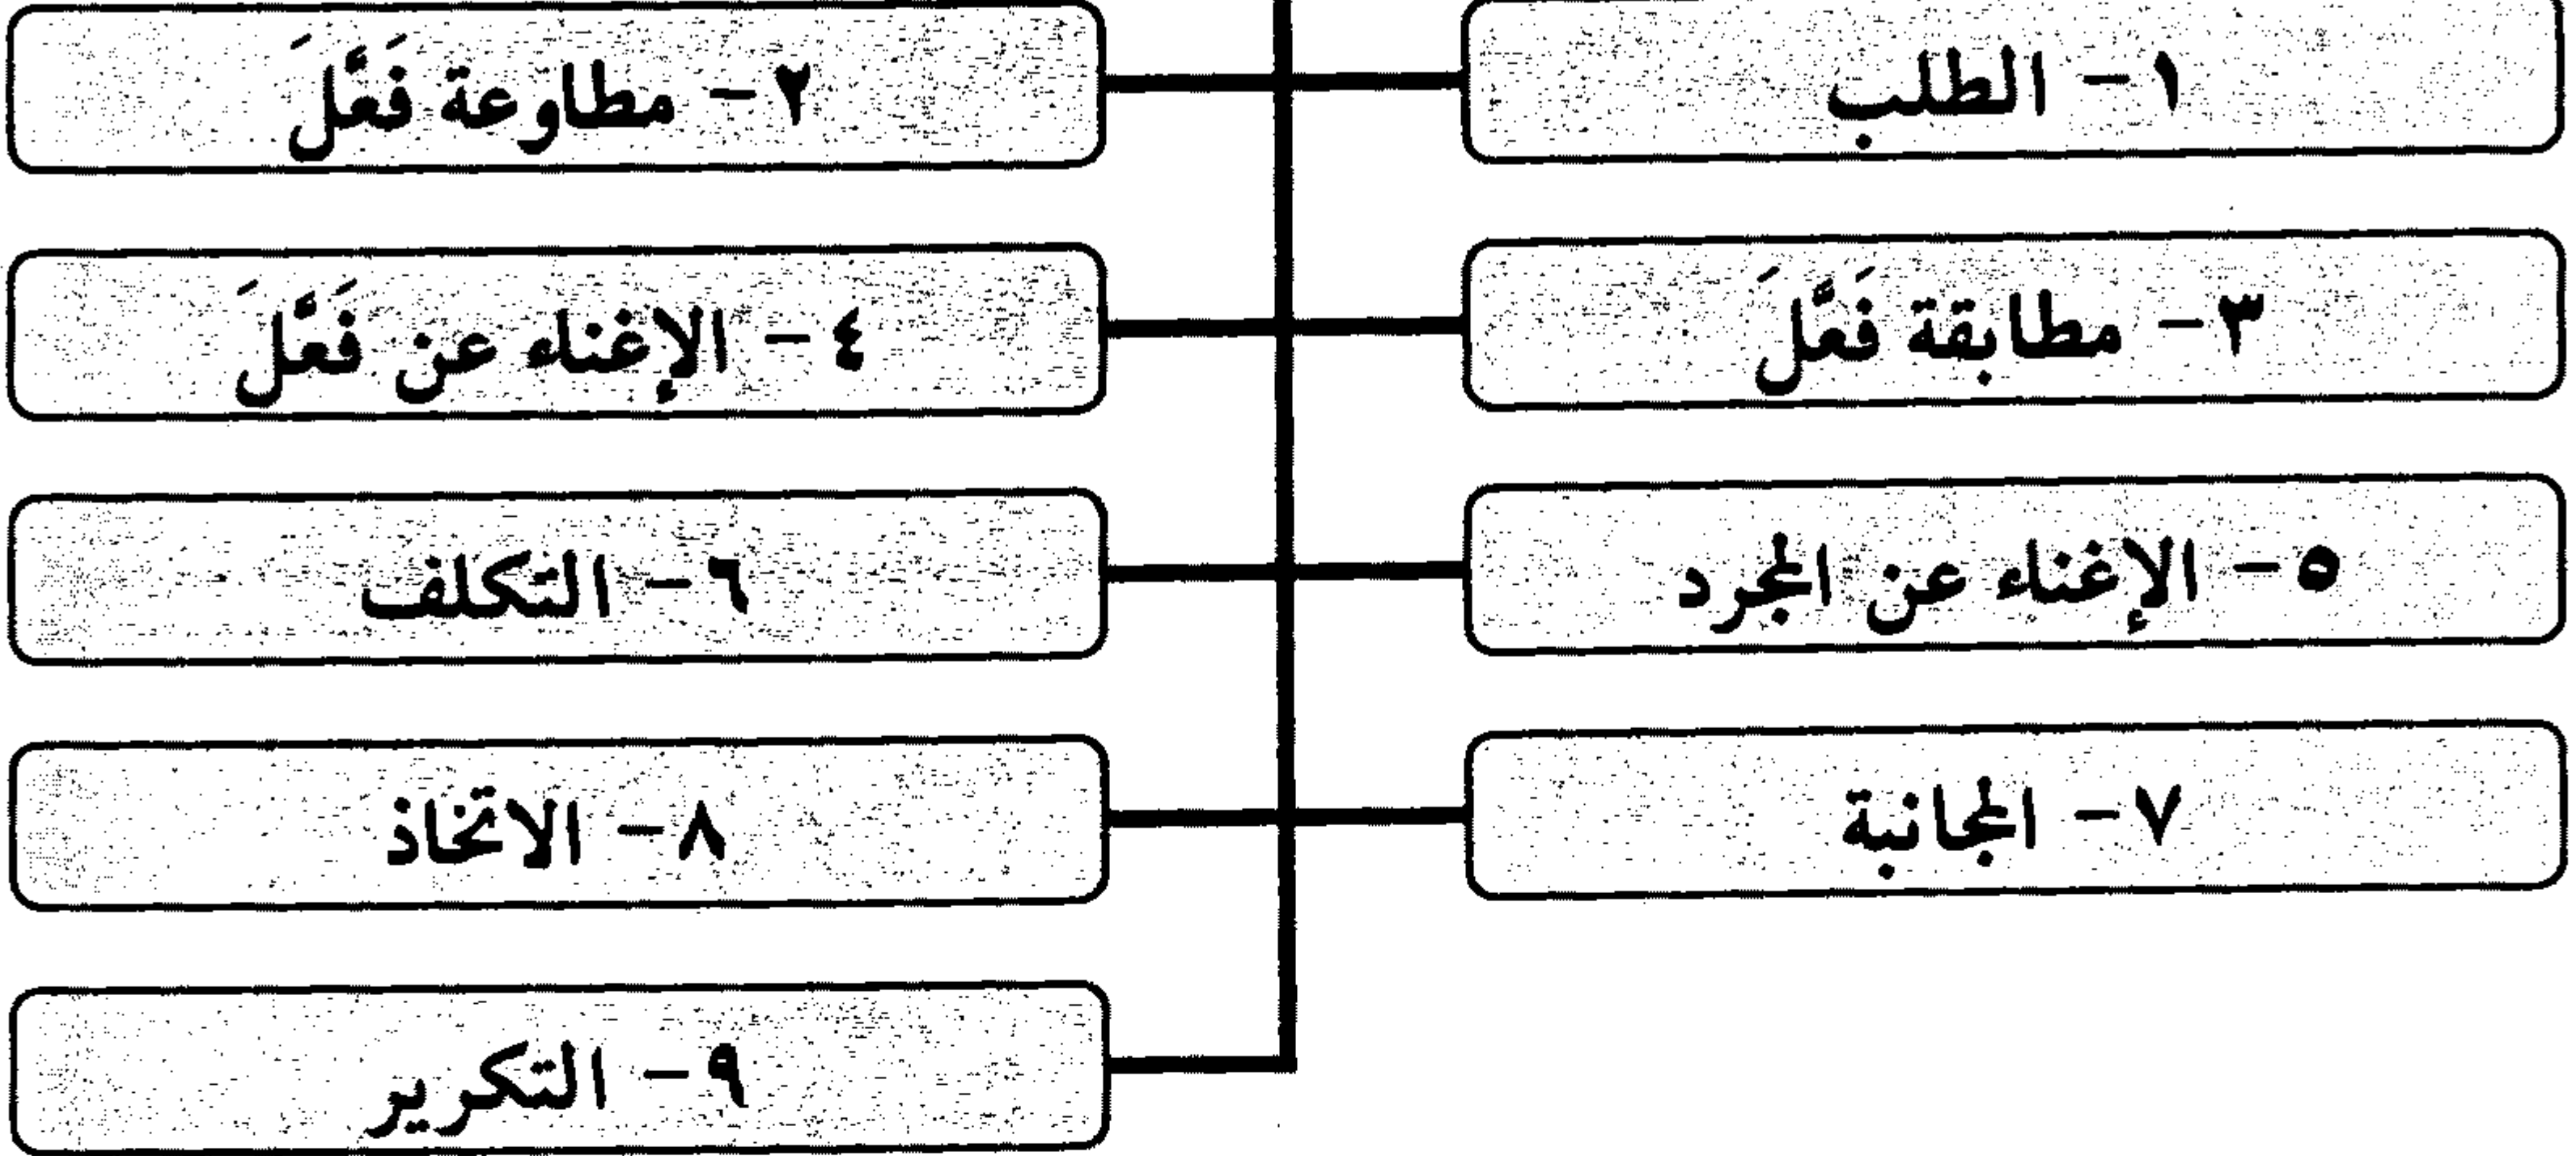 ١- الطلب
٢- مطاوعة فَعَّلَ
٣- مطابقة فَعَّلَ
٤- الإغناء عن فَعَّلَ
٥- الإغناء عن المجرد
٦- التكلف
٧- المجانبة
٨- الاتخاذ
٩- التكرير